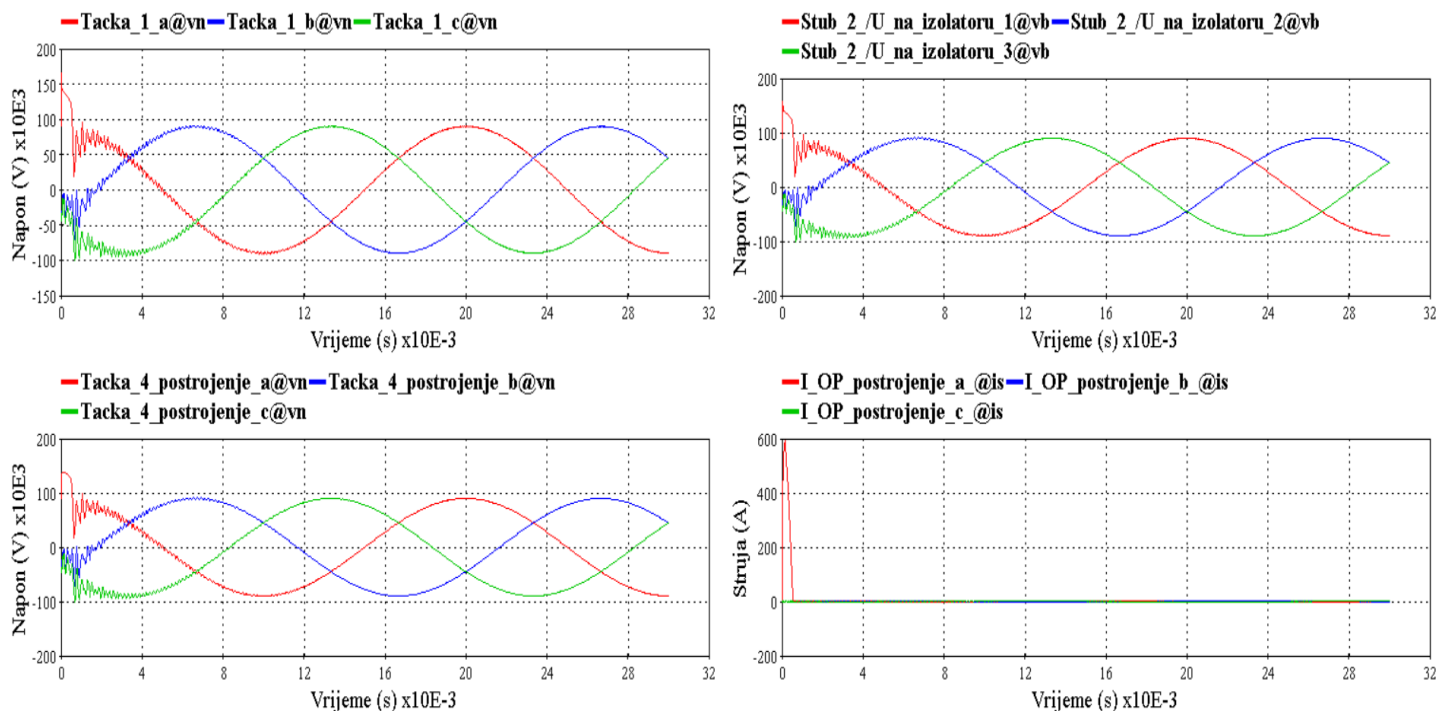 Tacka_1_a@vn Tacka_1_b@vn Tacka_1_c@vn
Napon (V) x10E3
200
150
100
50
0
-50
-100
-150
0 4 8 12 16 20 24 28 32
Vrijeme (s) x10E-3
Stub_2_/U_na_izolatoru_1@vb Stub_2_/U_na_izolatoru_2@vb
Stub_2_/U_na_izolatoru_3@vb
Napon (V) x10E3
200
100
0
-100
-200
0 4 8 12 16 20 24 28 32
Vrijeme (s) x10E-3
Tacka_4_postrojenje_a@vn Tacka_4_postrojenje_b@vn
Tacka_4_postrojenje_c@vn
Napon (V) x10E3
200
100
0
-100
-200
0 4 8 12 16 20 24 28 32
Vrijeme (s) x10E-3
I_OP_postrojenje_a_@is I_OP_postrojenje_b_@is
I_OP_postrojenje_c_@is
Struja (A)
600
400
200
0
-200
0 4 8 12 16 20 24 28 32
Vrijeme (s) x10E-3